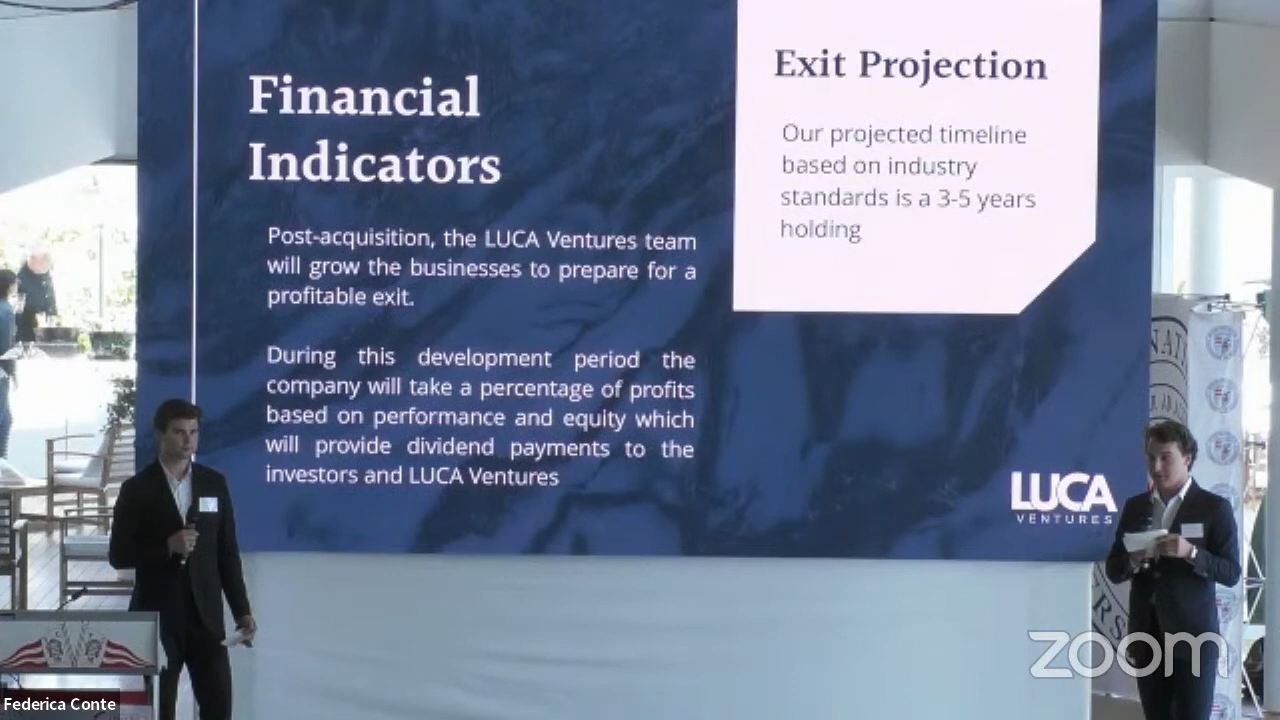 Financial
Indicators
Post-acquisition, the LUCA Ventures team
will grow the businesses to prepare for a
profitable exit.
During this development period the
company will take a percentage of profits
based on performance and equity which
will provide dividend payments to the
investors and LUCA Ventures
Exit Projection
Our projected timeline
based on industry
standards is a 3-5 years
holding
LUCA
VENTURES
zoom
Federica Conte